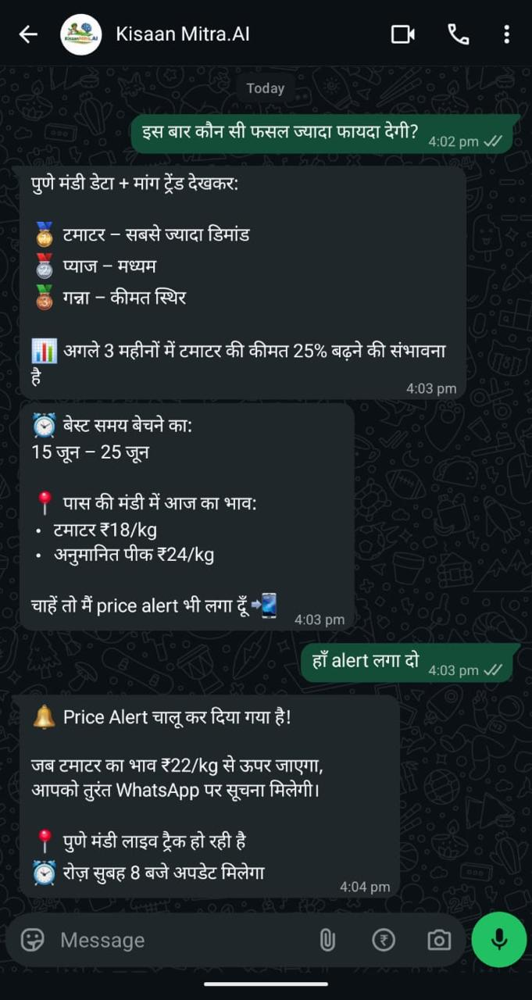 Kisaan Mitra.AI
Today
इस बार कौन सी फसल ज्यादा फायदा देगी?
4:02 pm
पुणे मंडी डेटा + मांग ट्रेंड देखकर:
टमाटर – सबसे ज्यादा डिमांड
2 प्याज – मध्यम
3 गन्ना – कीमत स्थिर
अगले 3 महीनों में टमाटर की कीमत 25% बढ़ने की संभावना
है
4:03 pm
बेस्ट समय बेचने का:
15 जून – 25 जून
पास की मंडी में आज का भाव:
• टमाटर ₹18/kg
• अनुमानित पीक ₹24/kg
चाहें तो मैं price alert भी लगा दूँ
4:03 pm
हाँ alert लगा दो
4:03 pm
Price Alert चालू कर दिया गया है!
जब टमाटर का भाव ₹22/kg से ऊपर जाएगा,
आपको तुरंत WhatsApp पर सूचना मिलेगी।
पुणे मंडी लाइव ट्रैक हो रही है
रोज़ सुबह 8 बजे अपडेट मिलेगा
4:04 pm
Message